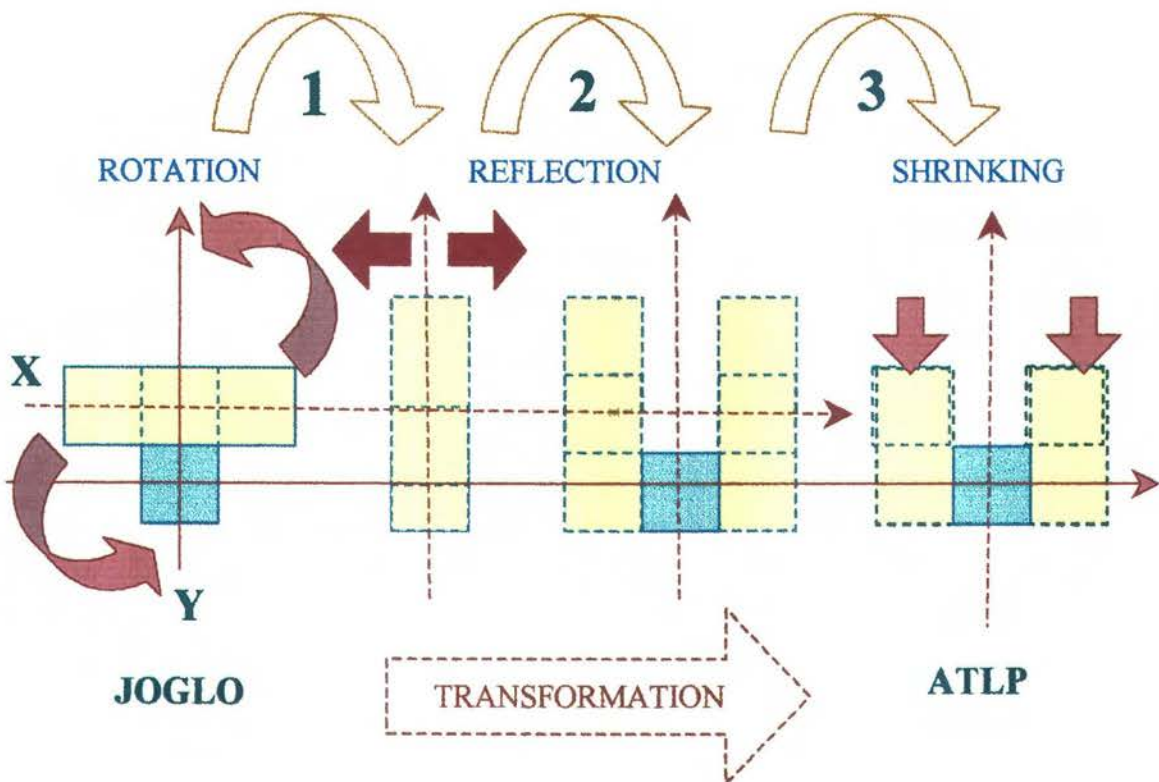 1 2 3
ROTATION REFLECTION SHRINKING
X
Y
JOGLO TRANSFORMATION ATLP